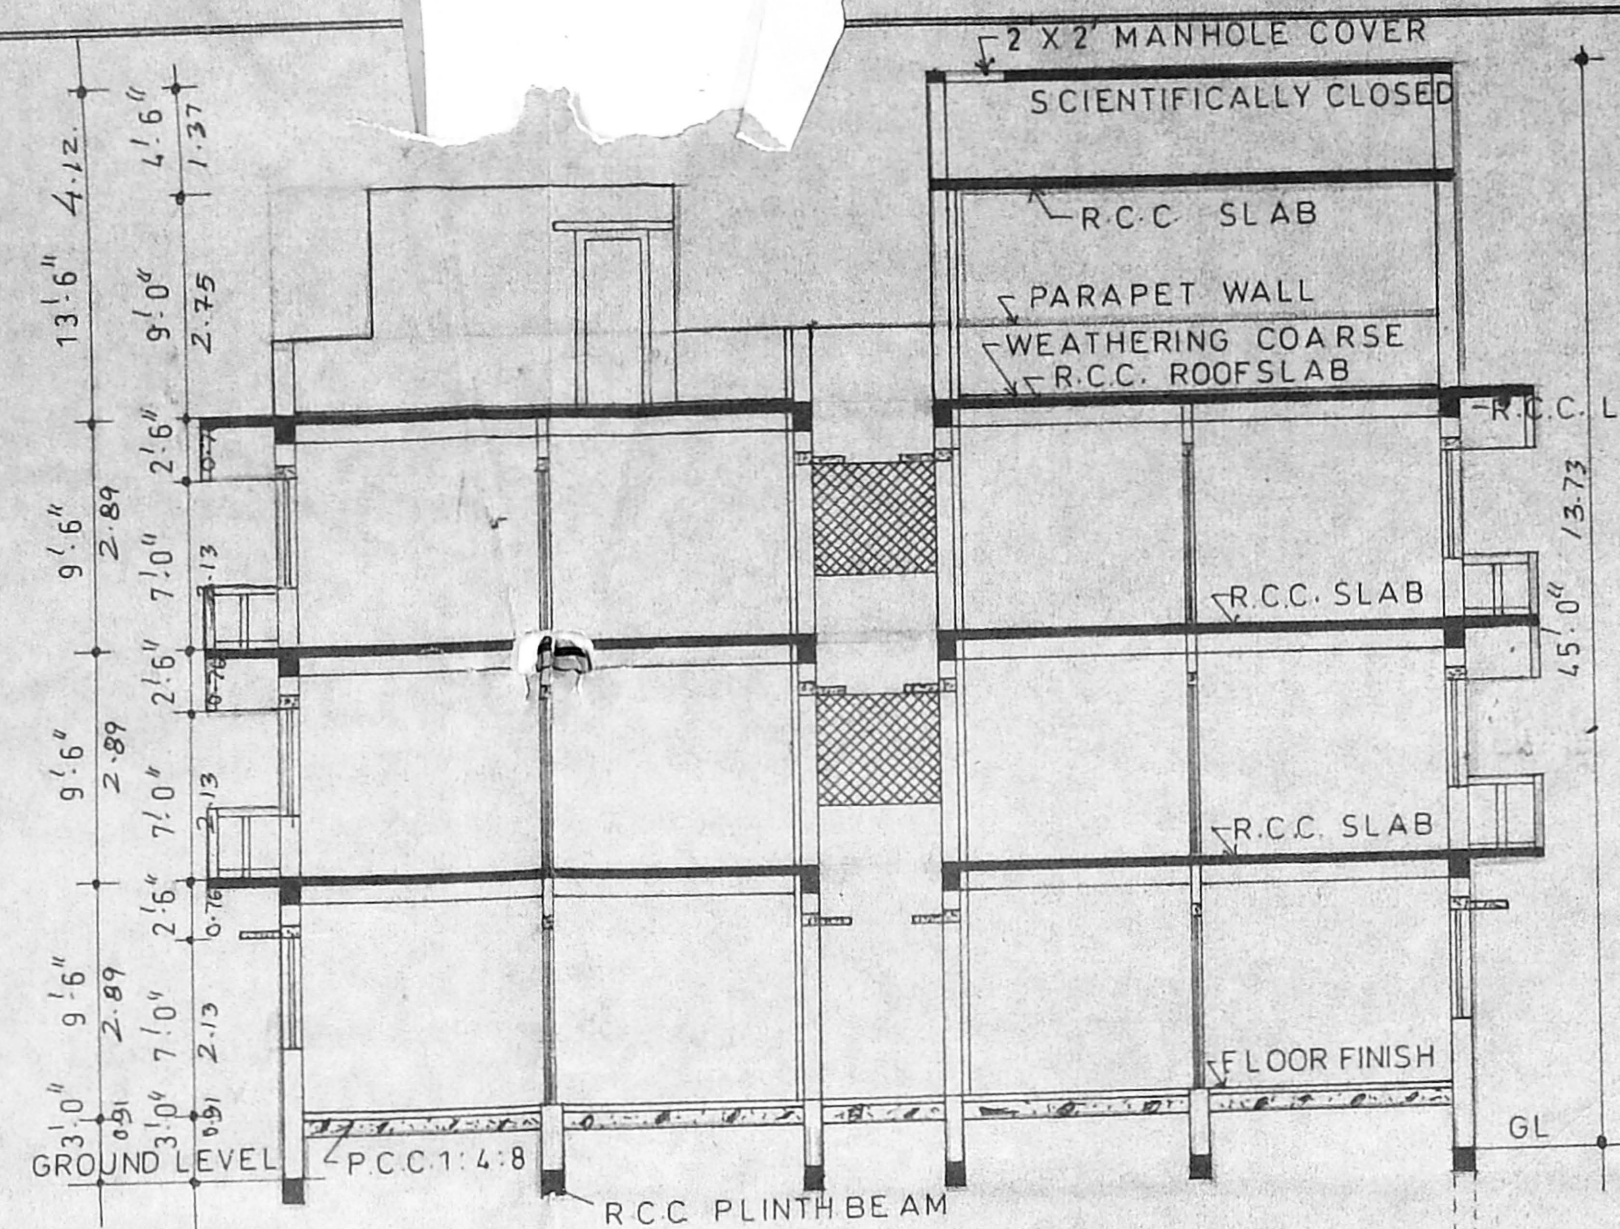 2' X 2' MANHOLE COVER
SCIENTIFICALLY CLOSED
R.C.C SLAB
PARAPET WALL
WEATHERING COARSE
R.C.C. ROOFSLAB
R.C.C. L
R.C.C. SLAB
R.C.C. SLAB
FLOOR FINISH
GL
GROUND LEVEL
P.C.C.1:4:8
R.C.C PLINTH BEAM
13'6" 4.12.
9'6" 2.89
9'6" 2.89
9'6" 2.89
3'.0" 0.91
4'6" 1.37
9'.0" 2.75
2'6" 0.7
7'.0" .13
2'6" 0.76
7'.0" 2.13
2'6" 0.76
7'.0" 2.13
3'.0" 0.91
45'.0" 13.73